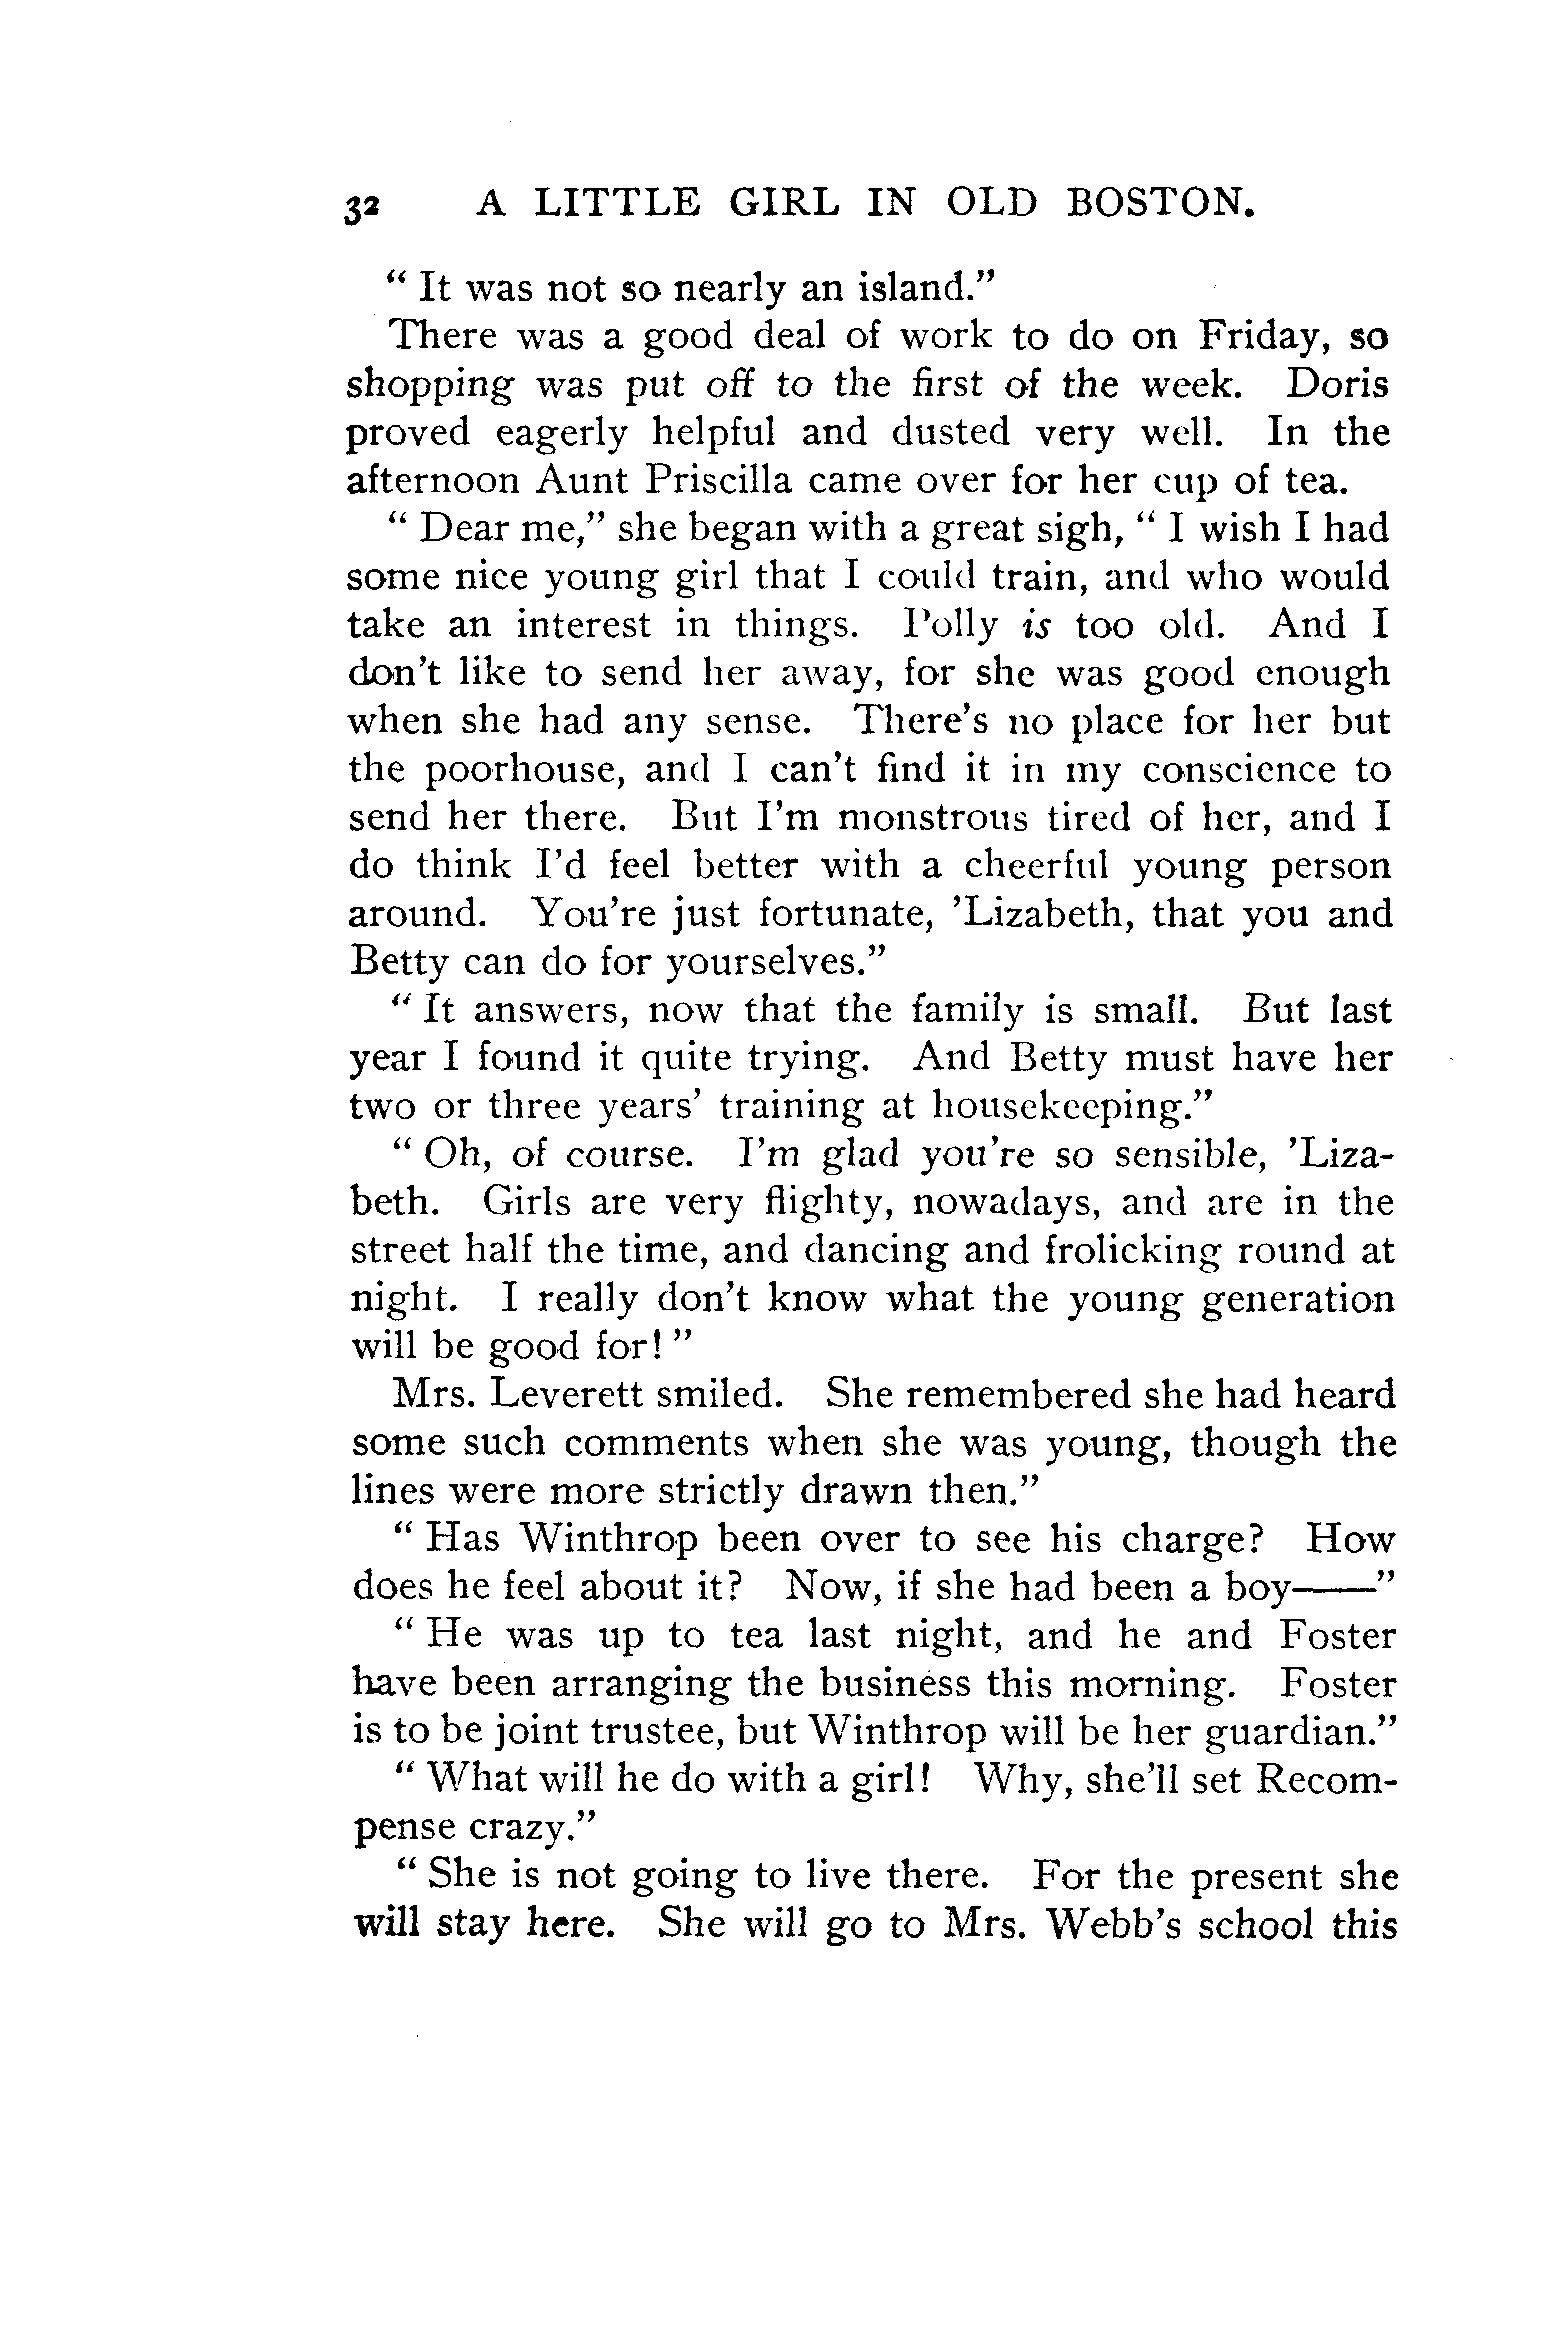 32 A LITTLE GIRL IN OLD BOSTON.
“ It was not so nearly an island.”
There was a good deal of work to do on Friday, so
shopping was put off to the first of the week. Doris
proved eagerly helpful and dusted very well. In the
afternoon Aunt Priscilla came over for her cup of tea.
“ Dear me,” she began with a great sigh, “ I wish I had
some nice young girl that I could train, and who would
take an interest in things. Polly is too old. And I
don’t like to send her away, for she was good enough
when she had any sense. There’s no place for her but
the poorhouse, and I can’t find it in my conscience to
send her there. But I’m monstrous tired of her, and I
do think I’d feel better with a cheerful young person
around. You’re just fortunate, ’Lizabeth, that you and
Betty can do for yourselves.”
“ It answers, now that the family is small. But last
year I found it quite trying. And Betty must have her
two or three years’ training at housekeeping.”
“ Oh, of course. I’m glad you’re so sensible, ’Liza-
beth. Girls are very flighty, nowadays, and are in the
street half the time, and dancing and frolicking round at
night. I really don’t know what the young generation
will be good for! ”
Mrs. Leverett smiled. She remembered she had heard
some such comments when she was young, though the
lines were more strictly drawn then.”
“ Has Winthrop been over to see his charge? How
does he feel about it? Now, if she had been a boy——”
“ He was up to tea last night, and he and Foster
have been arranging the business this morning. Foster
is to be joint trustee, but Winthrop will be her guardian.”
“ What will he do with a girl! Why, she’ll set Recom-
pense crazy.”
“ She is not going to live there. For the present she
will stay here. She will go to Mrs. Webb’s school this